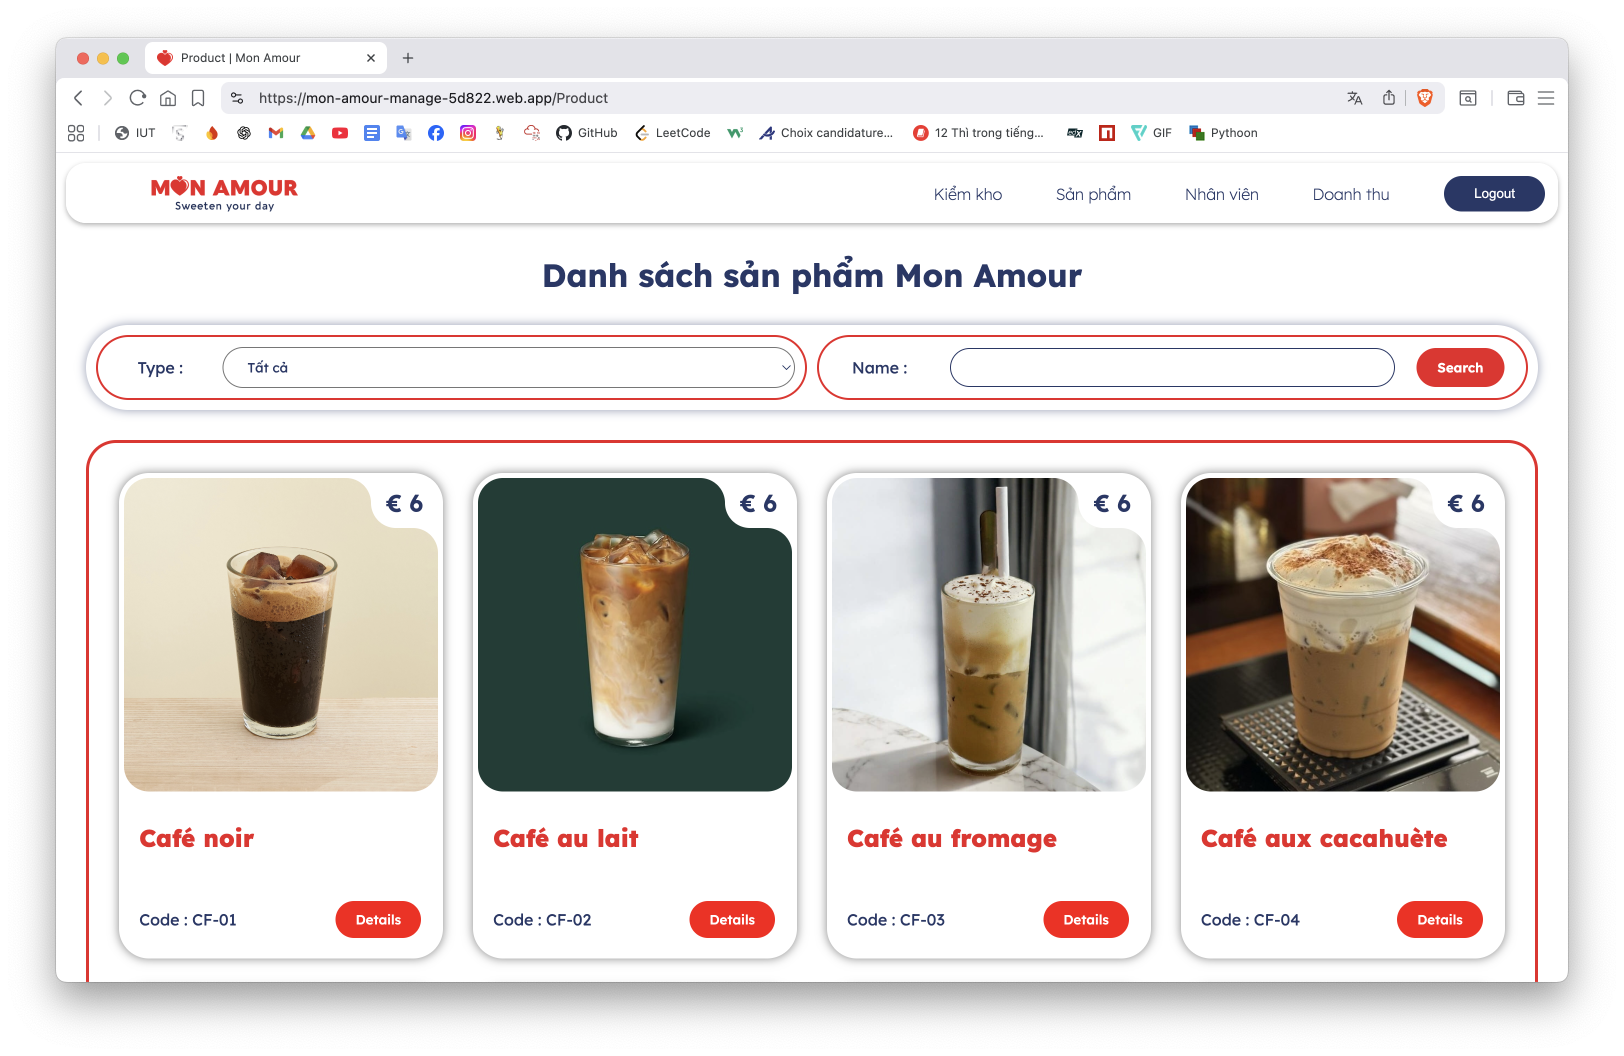 Product | Mon Amour
https://mon-amour-manage-5d822.web.app/Product
IUT GitHub LeetCode Choix candidature... 12 Thì trong tiếng... GIF Pythoon
MON AMOUR
Sweeten your day
Kiểm kho Sản phẩm Nhân viên Doanh thu Logout
Danh sách sản phẩm Mon Amour
Type : Tất cả Name : Search
€ 6 € 6 € 6 € 6
Café noir Café au lait Café au fromage Café aux cacahuète
Code : CF-01 Details Code : CF-02 Details Code : CF-03 Details Code : CF-04 Details